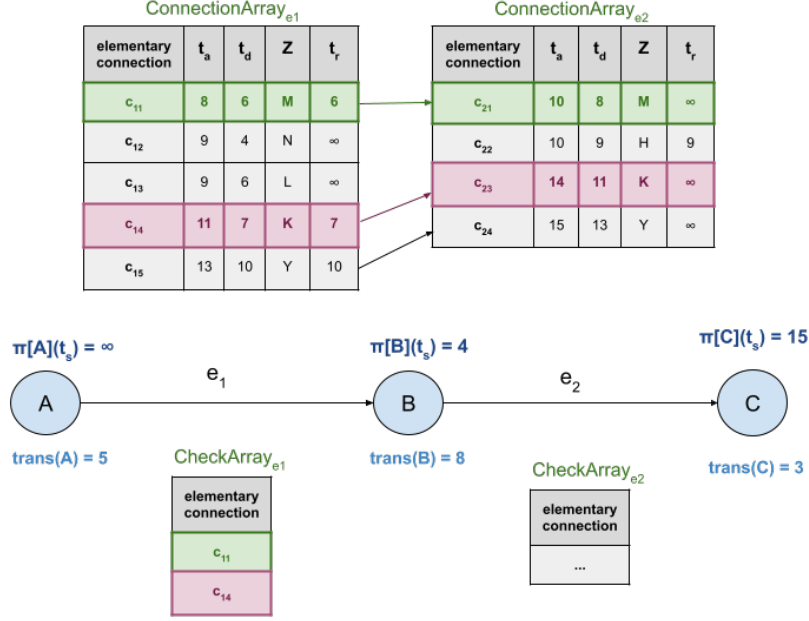 ConnectionArray_e1 ConnectionArray_e2
elementary connection t_a t_d Z t_r
c_11 8 6 M 6
c_12 9 4 N ∞
c_13 9 6 L ∞
c_14 11 7 K 7
c_15 13 10 Y 10
elementary connection t_a t_d Z t_r
c_21 10 8 M ∞
c_22 10 9 H 9
c_23 14 11 K ∞
c_24 15 13 Y ∞
π[A](t_s) = ∞ π[B](t_s) = 4 π[C](t_s) = 15
A e_1 B e_2 C
trans(A) = 5 trans(B) = 8 trans(C) = 3
CheckArray_e1
elementary
connection
c_11
c_14
CheckArray_e2
elementary
connection
...